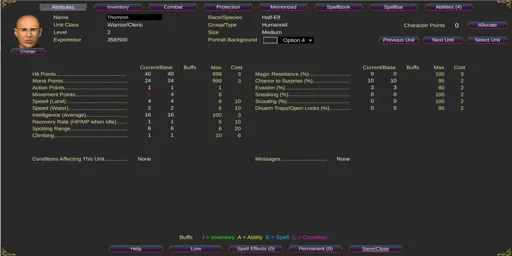 Attributes Inventory Combat Protection Memorized SpellBook SpellBar Abilities (4)
Name Thomron Race/Species Half-Elf
Unit Class Warrior/Cleric Group/Type Humanoid Character Points 0 Allocate
Level 2 Size Medium
Experience 358/500 Portrait Background Option 4 Previous Unit Next Unit Select Unit
Change
Current/Base Buffs Max. Cost Current/Base Buffs Max. Cost
Hit Points 40 40 999 3 Magic Resistance (%) 0 0 100 3
Mana Points 24 24 999 3 Chance to Surprise (%) 10 10 95 2
Action Points 1 1 1 Evasion (%) 3 3 80 2
Movement Points 0 4 6 Sneaking (%) 0 0 100 2
Speed (Land) 4 4 6 10 Scouting (%) 0 0 100 2
Speed (Water) 2 2 6 10 Disarm Traps/Open Locks (%) 0 0 95 2
Intelligence (Average) 16 16 100 3
Recovery Rate (HP/MP when Idle) 1 1 5 10
Spotting Range 6 6 6 20
Climbing 1 1 10 6
Conditions Affecting This Unit None Messages None
Buffs I = Inventory A = Ability S = Spell C = Condition
Help Lore Spell Effects (0) Permanent (0) Save/Close